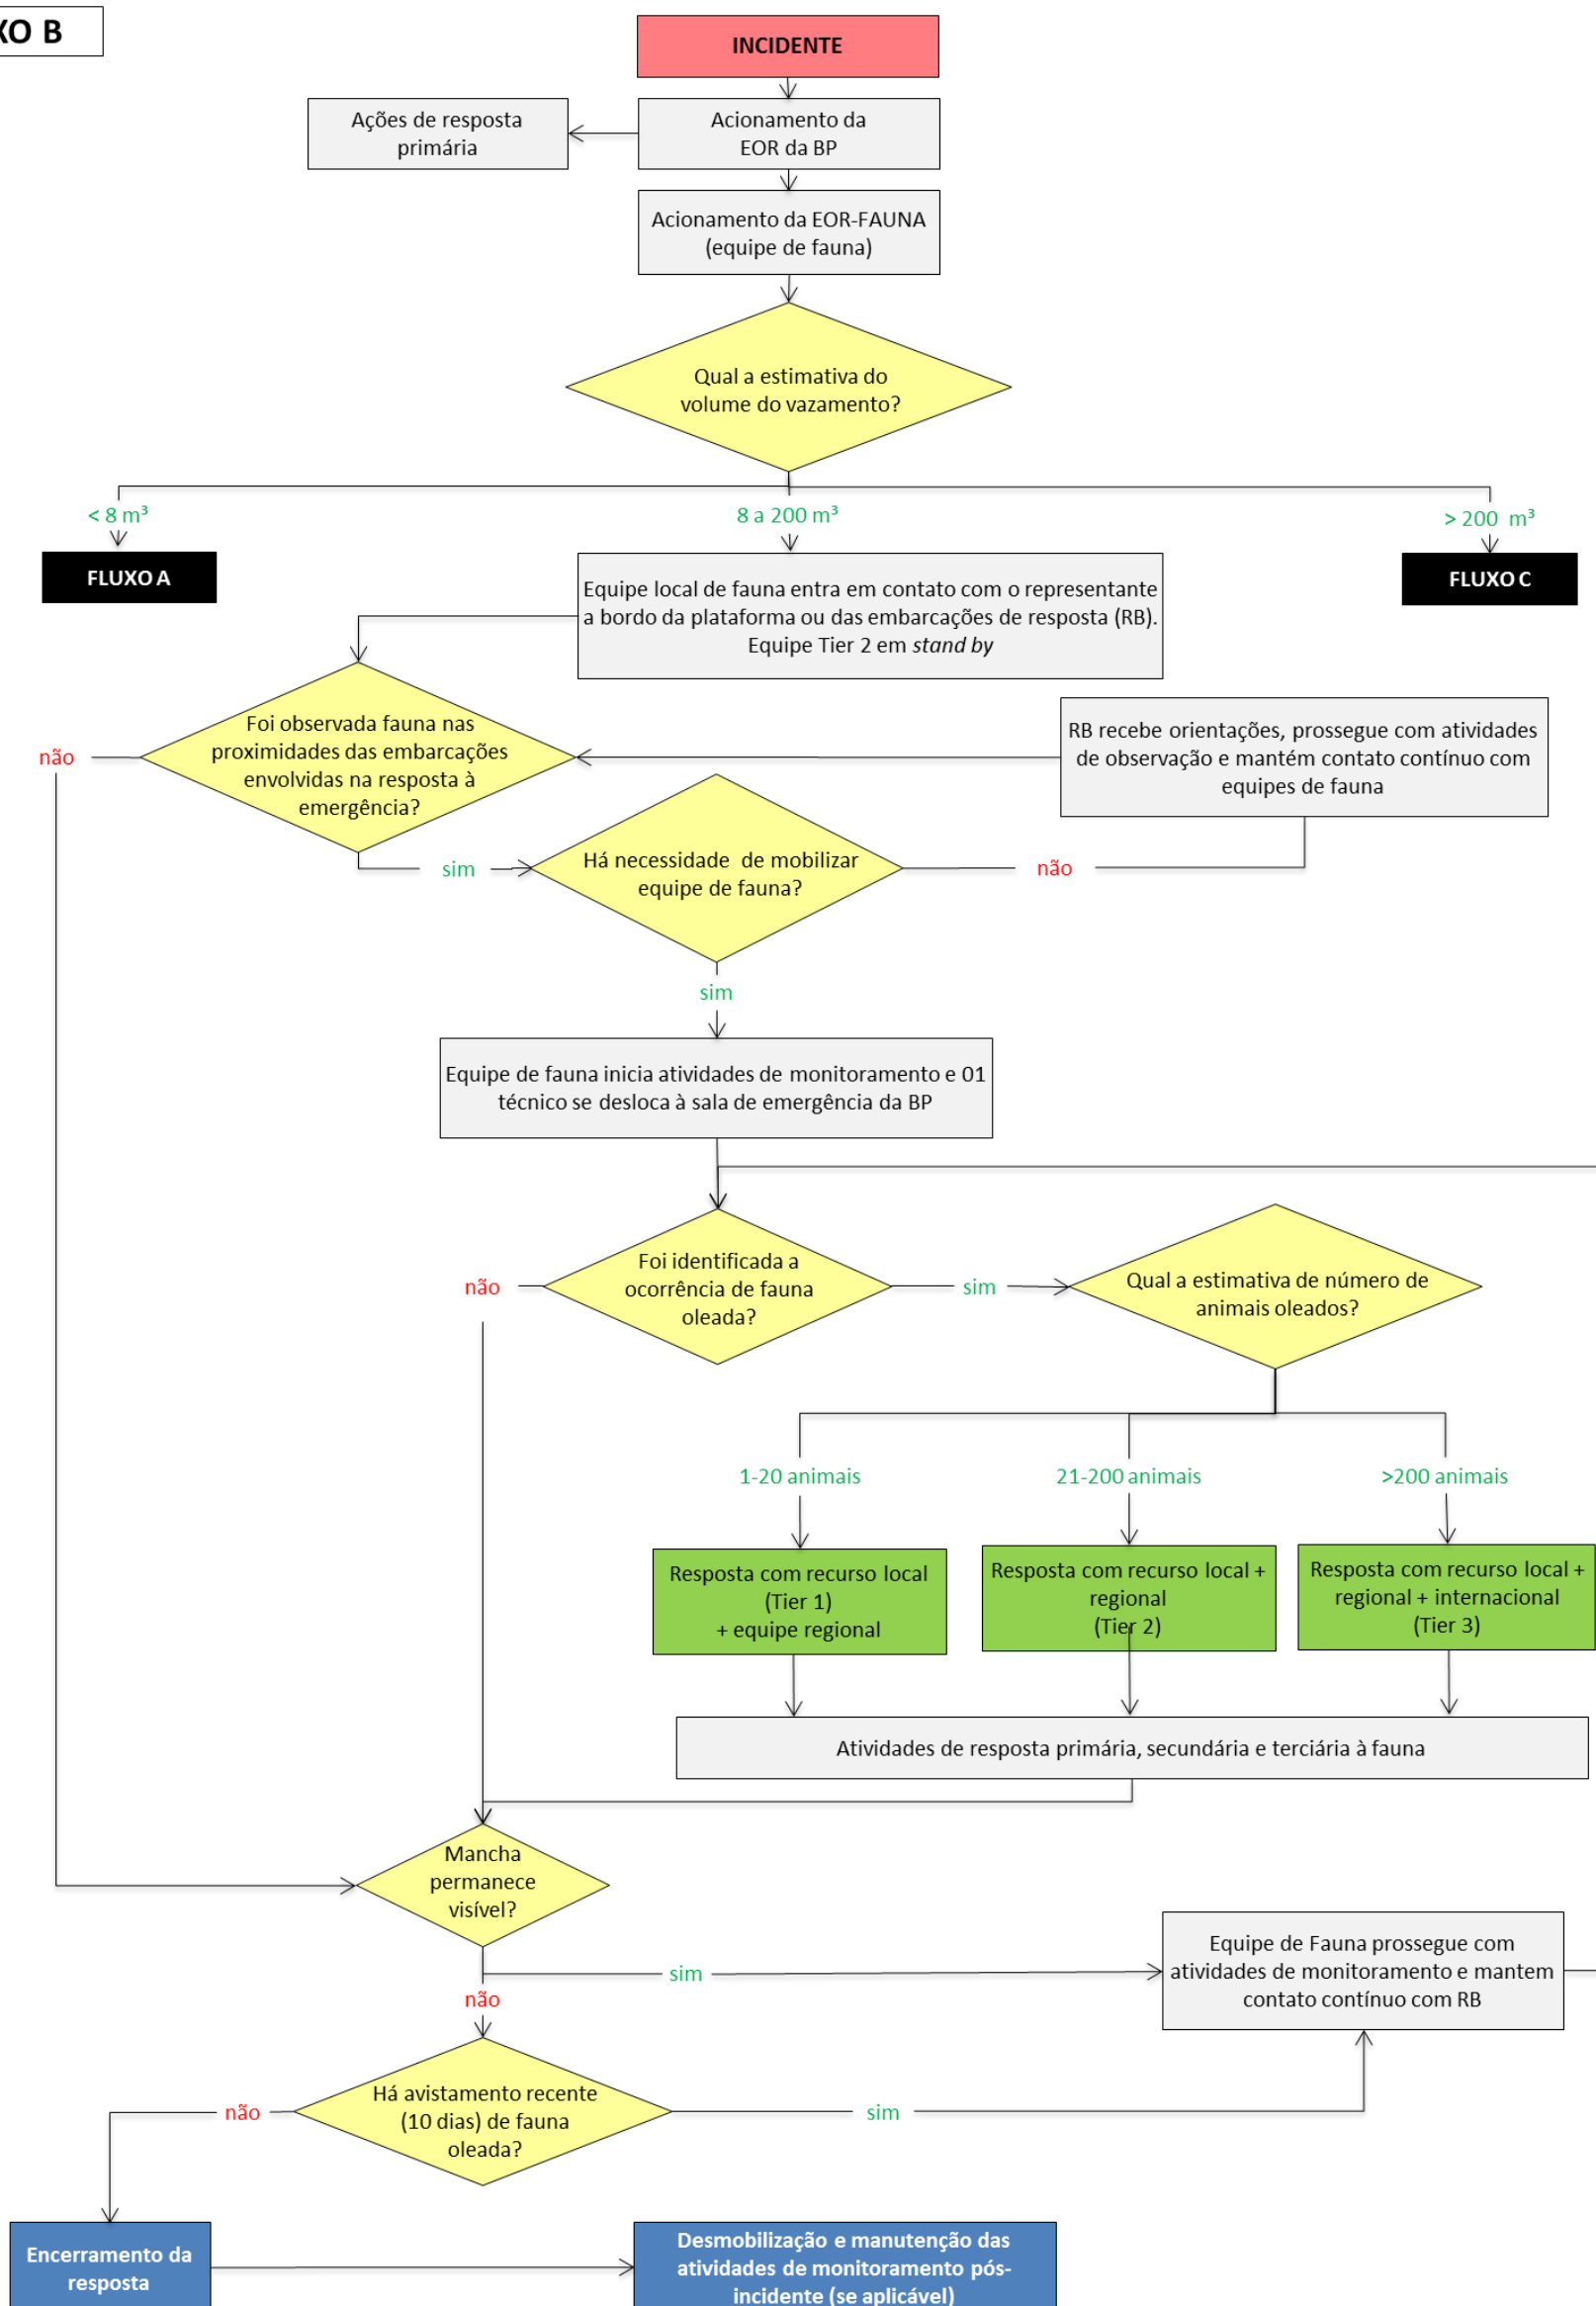 XO B
INCIDENTE
Ações de resposta
primária
Acionamento da
EOR da BP
Acionamento da EOR-FAUNA
(equipe de fauna)
Qual a estimativa do
volume do vazamento?
< 8 m³
8 a 200 m³
> 200 m³
FLUXO A
Equipe local de fauna entra em contato com o representante
a bordo da plataforma ou das embarcações de resposta (RB).
Equipe Tier 2 em stand by
FLUXO C
Foi observada fauna nas
proximidades das embarcações
envolvidas na resposta à
emergência?
não
RB recebe orientações, prossegue com atividades
de observação e mantém contato contínuo com
equipes de fauna
sim
Há necessidade de mobilizar
equipe de fauna?
não
sim
Equipe de fauna inicia atividades de monitoramento e 01
técnico se desloca à sala de emergência da BP
não
Foi identificada a
ocorrência de fauna
oleada?
sim
Qual a estimativa de número de
animais oleados?
1-20 animais
21-200 animais
>200 animais
Resposta com recurso local
(Tier 1)
+ equipe regional
Resposta com recurso local +
regional
(Tier 2)
Resposta com recurso local +
regional + internacional
(Tier 3)
Atividades de resposta primária, secundária e terciária à fauna
Mancha
permanece
visível?
sim
Equipe de Fauna prossegue com
atividades de monitoramento e mantem
contato contínuo com RB
não
Há avistamento recente
(10 dias) de fauna
oleada?
não
sim
Encerramento da
resposta
Desmobilização e manutenção das
atividades de monitoramento pós-
incidente (se aplicável)